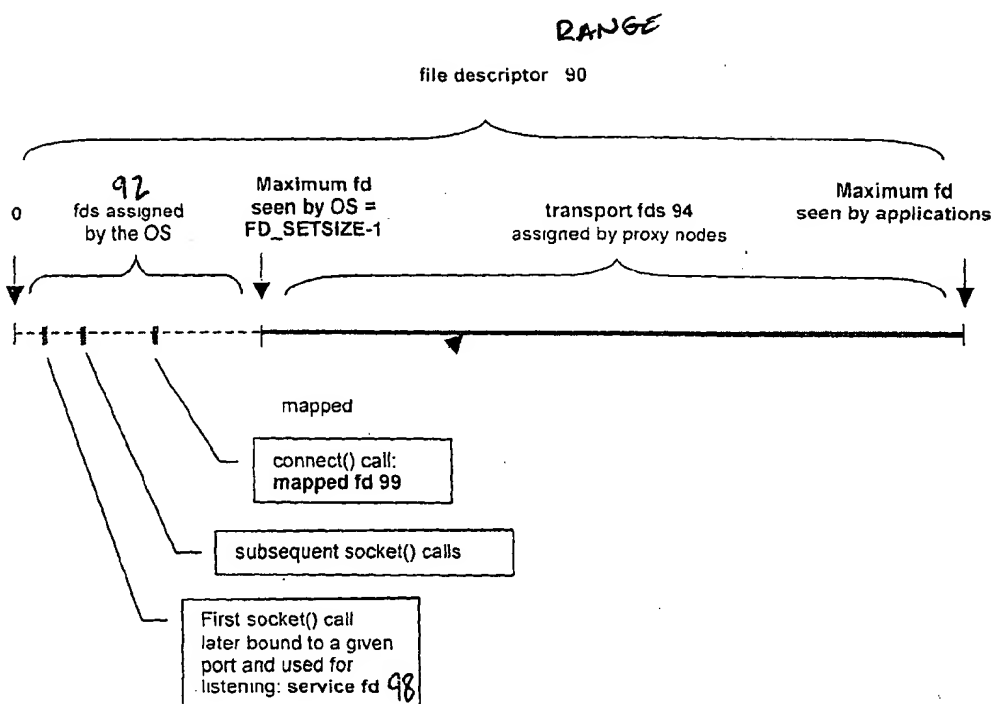 RANGE
file descriptor 90
0
92
fds assigned
by the OS
Maximum fd
seen by OS =
FD_SETSIZE-1
transport fds 94
assigned by proxy nodes
Maximum fd
seen by applications
mapped
connect() call:
mapped fd 99
subsequent socket() calls
First socket() call
later bound to a given
port and used for
listening: service fd 98